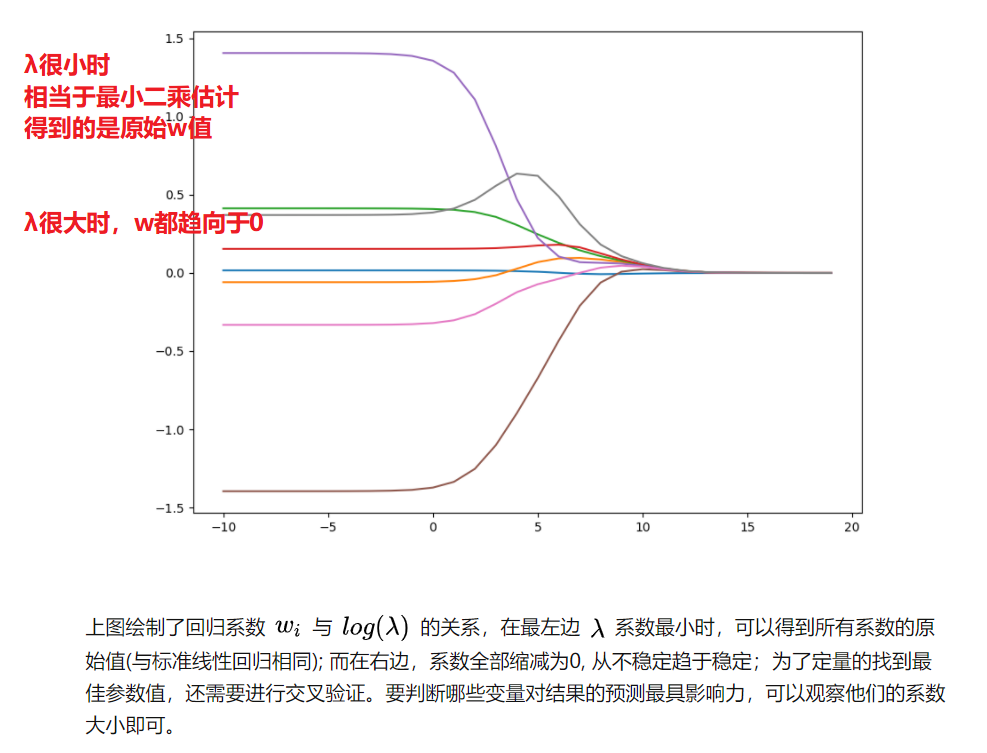 λ很小时
相当于最小二乘估计
得到的是原始w值
λ很大时，w都趋向于0
1.5
1.0
0.5
0.0
−0.5
−1.0
−1.5
−10 −5 0 5 10 15 20
上图绘制了回归系数 wᵢ 与 log(λ) 的关系，在最左边 λ 系数最小时，可以得到所有系数的原
始值(与标准线性回归相同); 而在右边，系数全部缩减为0, 从不稳定趋于稳定；为了定量的找到最
佳参数值，还需要进行交叉验证。要判断哪些变量对结果的预测最具影响力，可以观察他们的系数
大小即可。